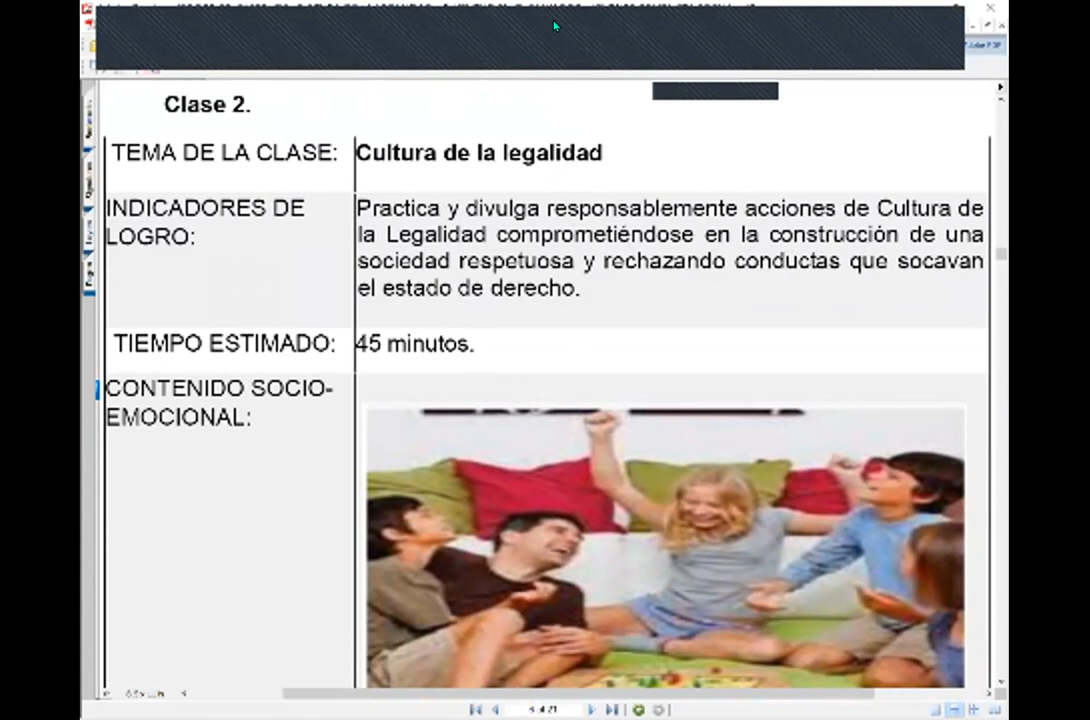 Clase 2.
TEMA DE LA CLASE: Cultura de la legalidad
INDICADORES DE
LOGRO:
Practica y divulga responsablemente acciones de Cultura de
la Legalidad comprometiéndose en la construcción de una
sociedad respetuosa y rechazando conductas que socavan
el estado de derecho.
TIEMPO ESTIMADO: 45 minutos.
CONTENIDO SOCIO-
EMOCIONAL: